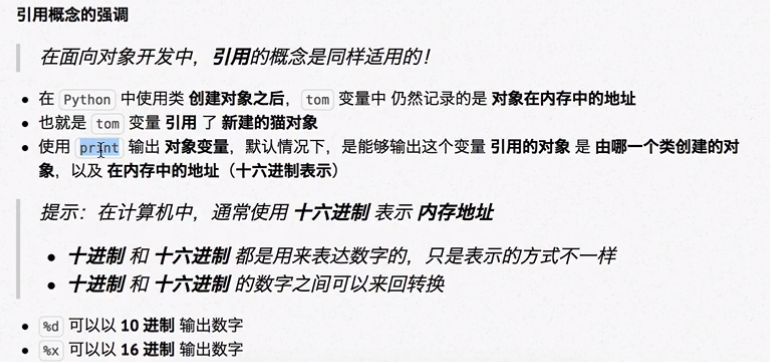 引用概念的强调
在面向对象开发中，引用的概念是同样适用的！
• 在 Python 中使用类 创建对象之后，tom 变量中 仍然记录的是 对象在内存中的地址
• 也就是 tom 变量 引用 了 新建的猫对象
• 使用 print 输出 对象变量，默认情况下，是能够输出这个变量 引用的对象 是 由哪一个类创建的对
象，以及 在内存中的地址（十六进制表示）
提示：在计算机中，通常使用 十六进制 表示 内存地址
• 十进制 和 十六进制 都是用来表达数字的，只是表示的方式不一样
• 十进制 和 十六进制 的数字之间可以来回转换
• %d 可以以 10 进制 输出数字
• %x 可以以 16 进制 输出数字